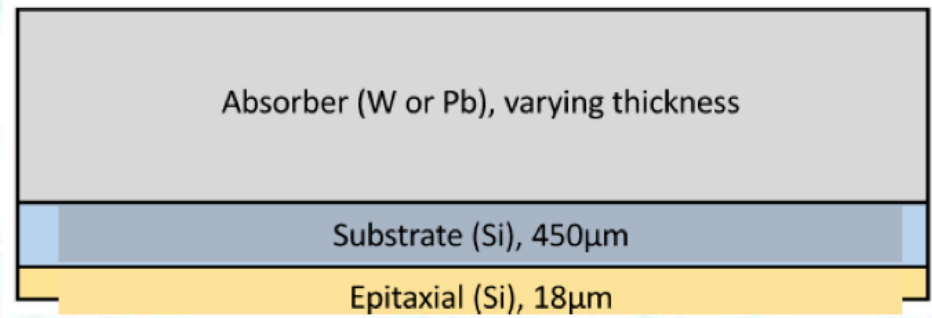 Absorber (W or Pb), varying thickness
Substrate (Si), 450μm
Epitaxial (Si), 18μm